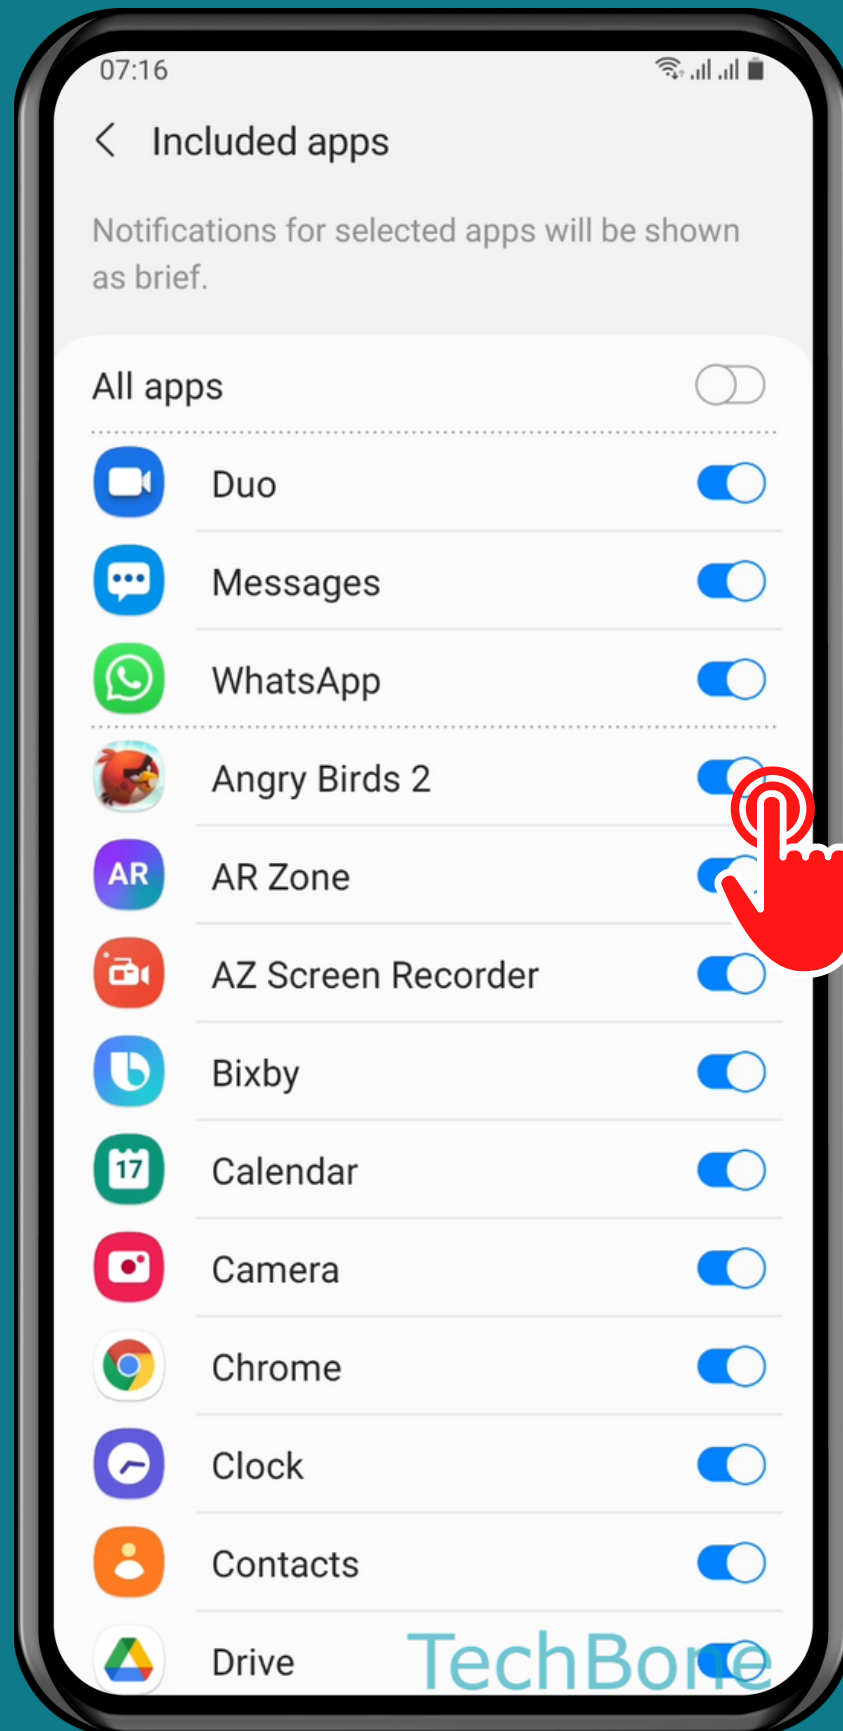 07:16
Included apps
Notifications for selected apps will be shown
as brief.
All apps
Duo
Messages
WhatsApp
Angry Birds 2
AR
AR Zone
AZ Screen Recorder
Bixby
17
Calendar
Camera
Chrome
Clock
Contacts
Drive
TechBone